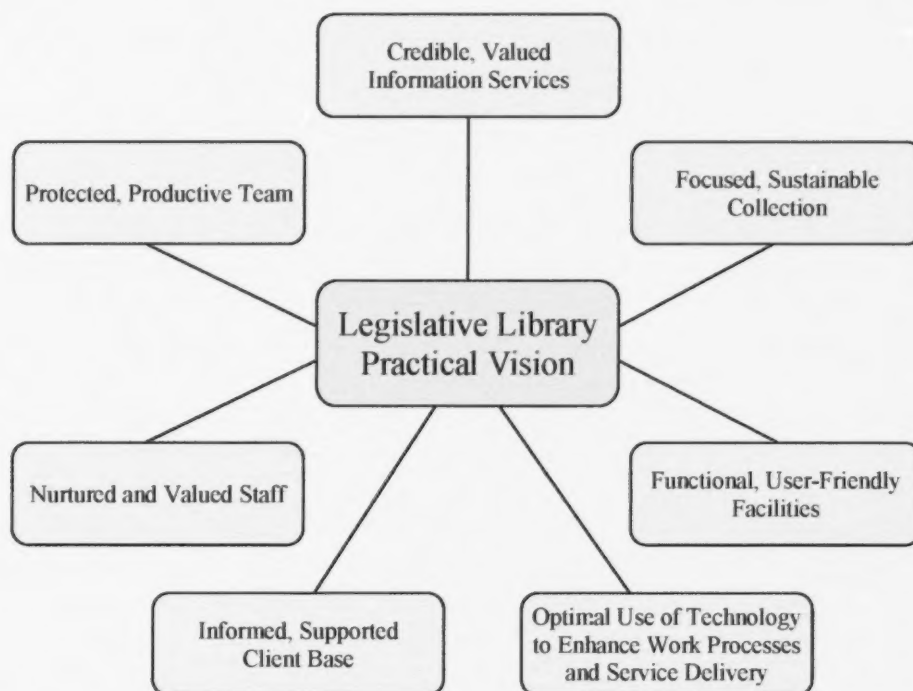 Credible, Valued
Information Services
Protected, Productive Team
Focused, Sustainable
Collection
Legislative Library
Practical Vision
Nurtured and Valued Staff
Functional, User-Friendly
Facilities
Informed, Supported
Client Base
Optimal Use of Technology
to Enhance Work Processes
and Service Delivery